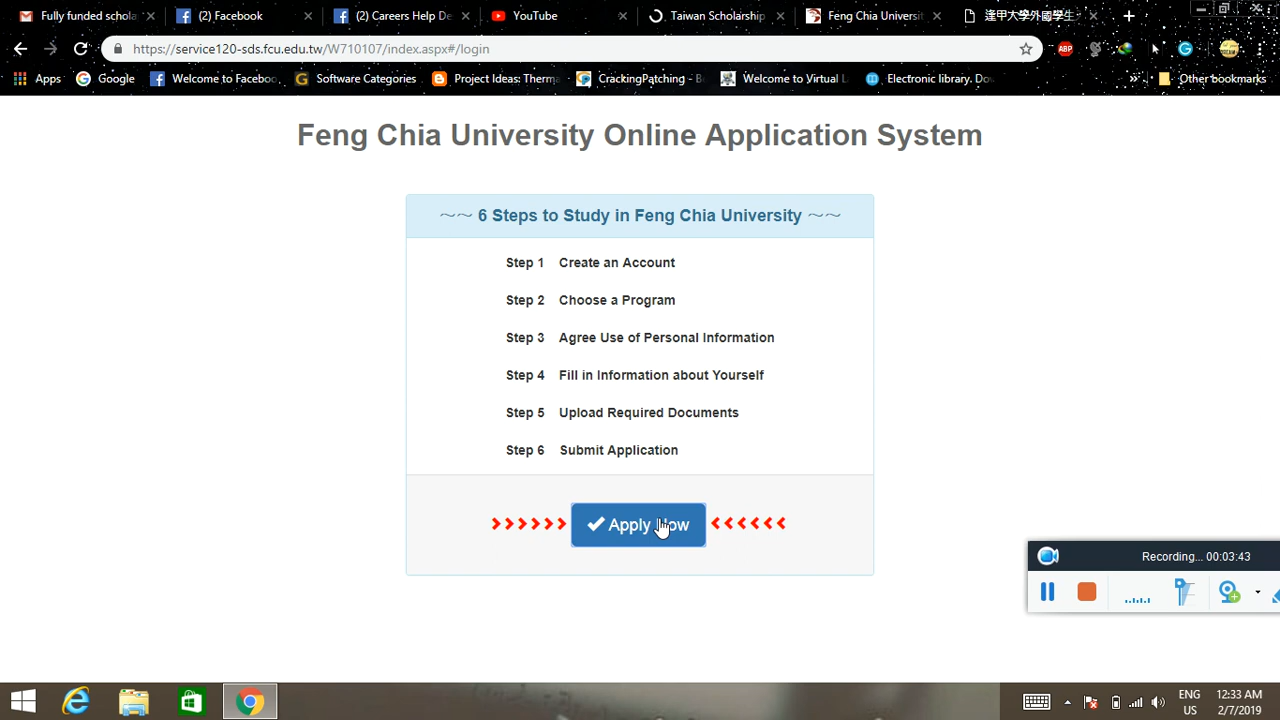 Fully funded schola
(2) Facebook
(2) Careers Help De
YouTube
Taiwan Scholarship
Feng Chia Universit
逢甲大學外國學生
https://service120-sds.fcu.edu.tw/W710107/index.aspx#/login
ABP
Apps
Google
Welcome to Faceboo
Software Categories
Project Ideas: Therma
CrackingPatching - B
Welcome to Virtual L
Electronic library. Do
Other bookmarks
Feng Chia University Online Application System
~~ 6 Steps to Study in Feng Chia University ~~
Step 1 Create an Account
Step 2 Choose a Program
Step 3 Agree Use of Personal Information
Step 4 Fill in Information about Yourself
Step 5 Upload Required Documents
Step 6 Submit Application
Apply Now
Recording... 00:03:43
ENG
US
12:33 AM
2/7/2019